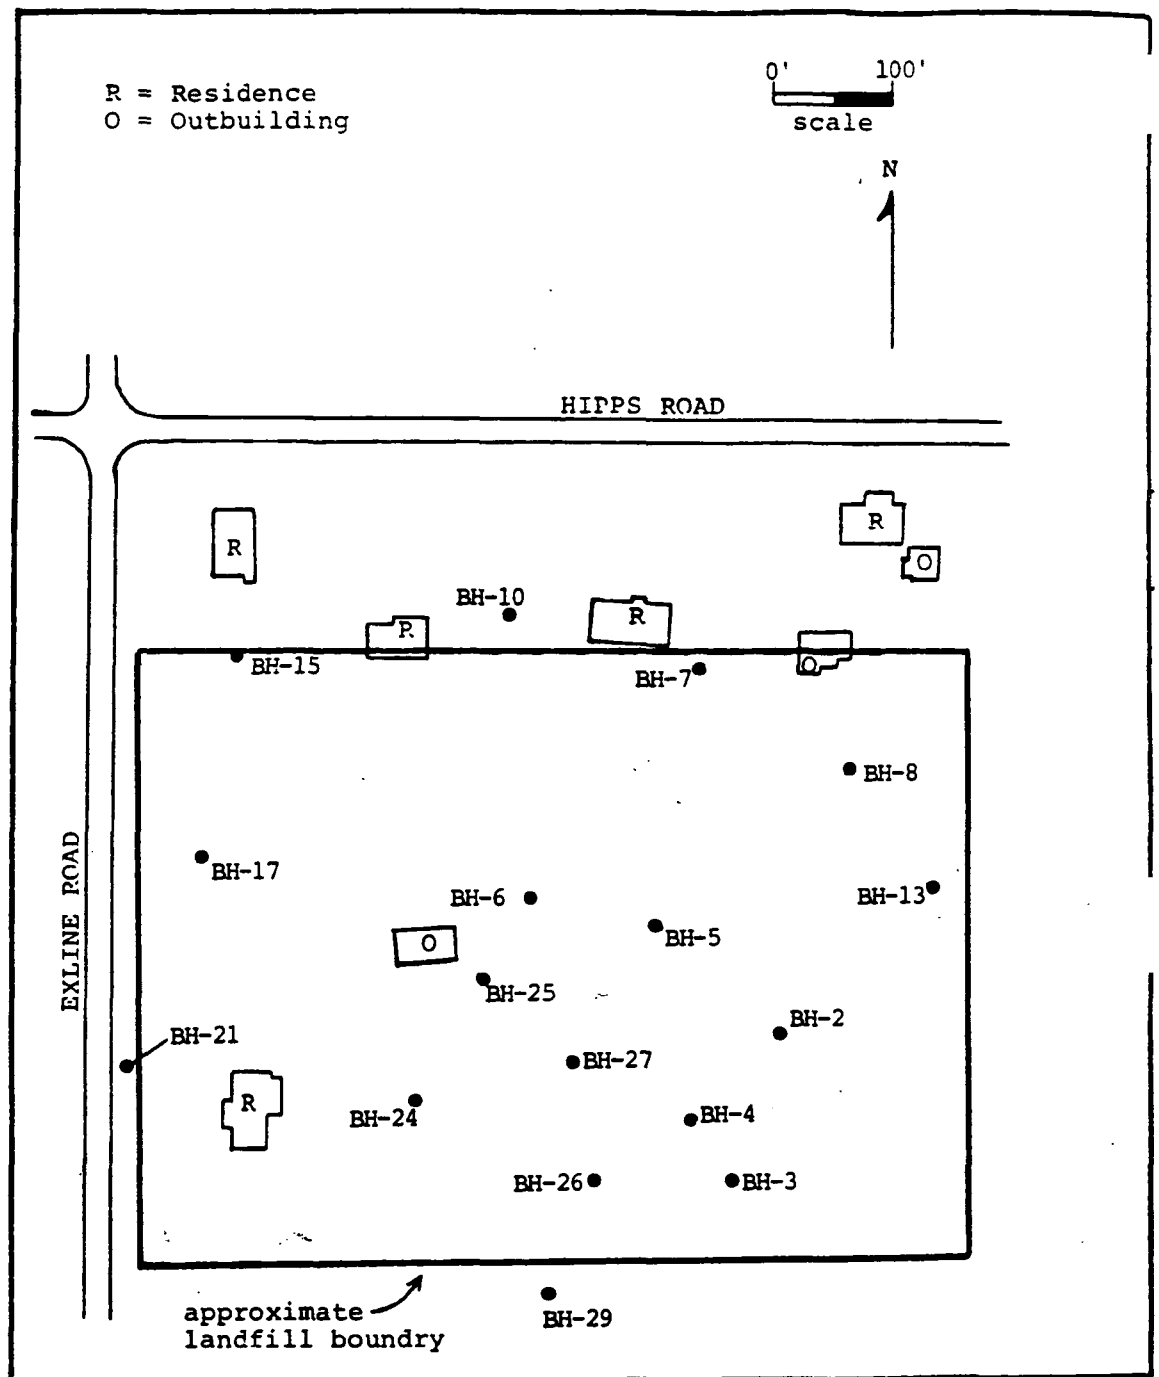 R = Residence
O = Outbuilding
0' 100'
scale
N
HIPPS ROAD
R
R
O
BH-10
R
R
BH-15
BH-7
O
BH-8
BH-17
BH-6
BH-13
EXLINE ROAD
O
BH-5
BH-25
BH-2
BH-21
BH-27
R
BH-24
BH-4
BH-26
BH-3
approximate
landfill boundry
BH-29